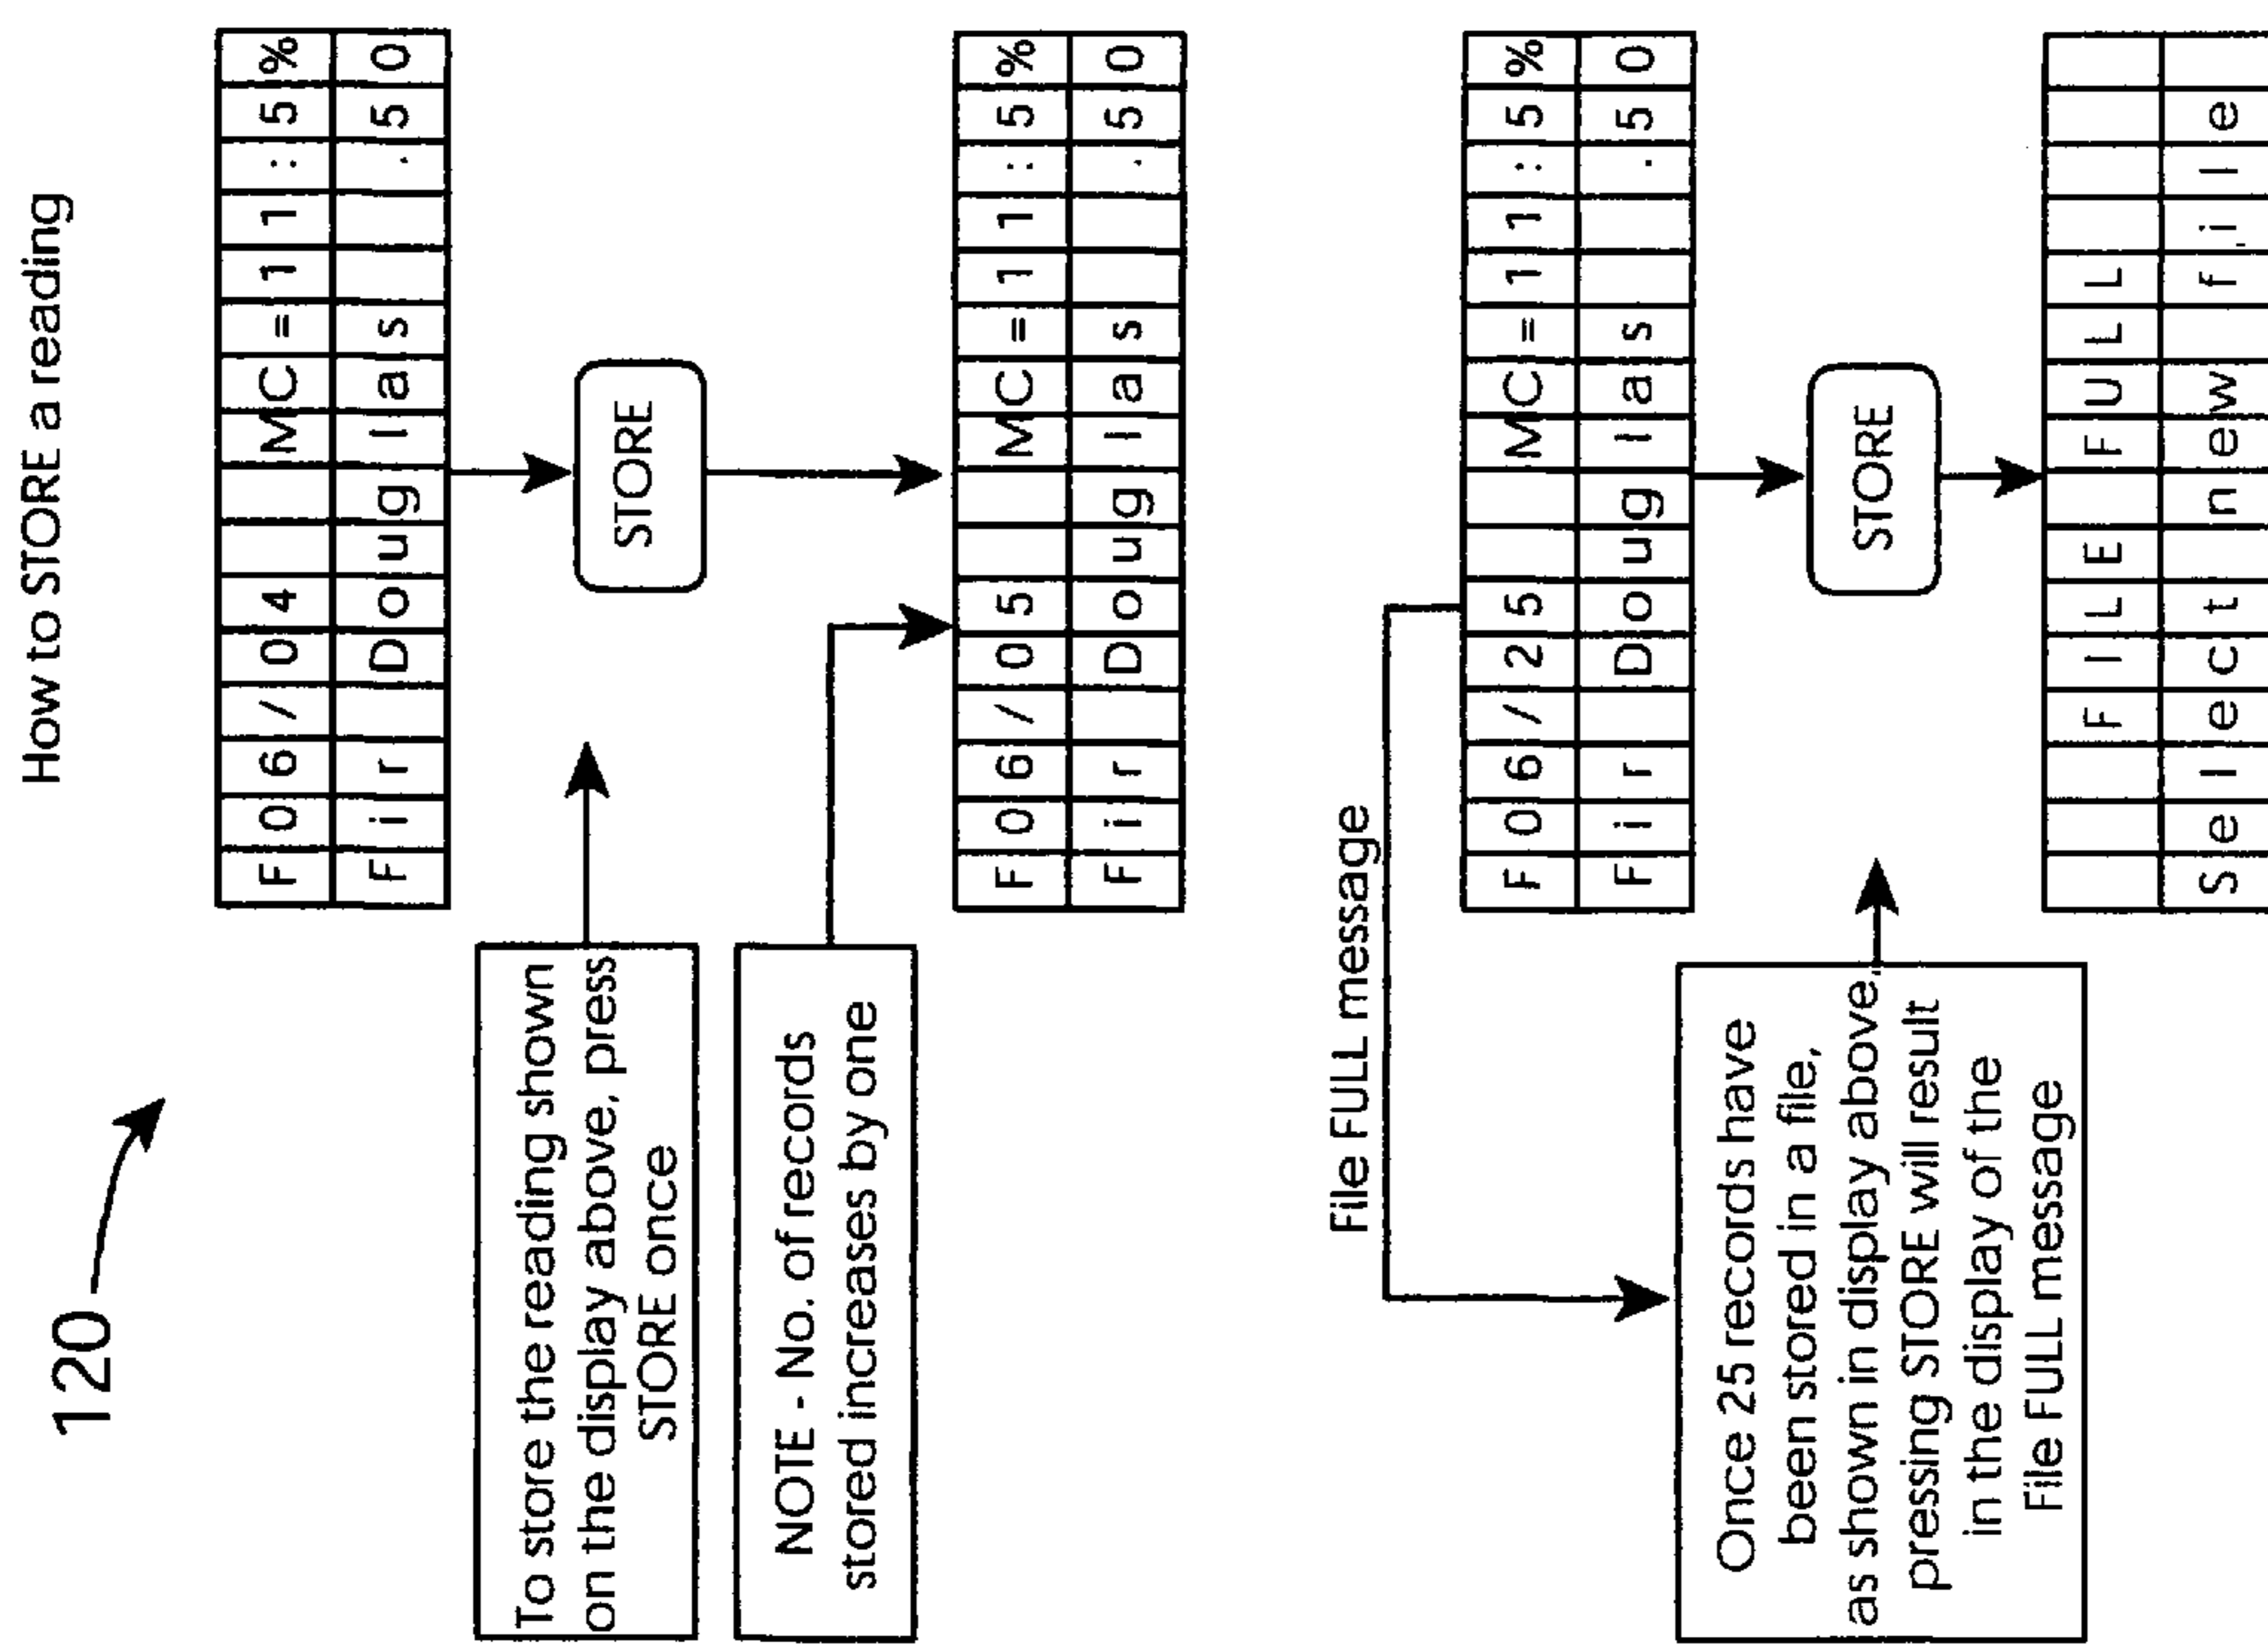 How to STORE a reading
120
F06/04 MC=11:5%
Fir Douglas .50
To store the reading shown
on the display above, press
STORE once
STORE
NOTE - No. of records
stored increases by one
F06/05 MC=11:5%
Fir Douglas .50
File FULL message
F06/25 MC=11:5%
Fir Douglas .50
Once 25 records have
been stored in a file,
as shown in display above,
pressing STORE will result
in the display of the
File FULL message
STORE
FILE FULL
Select new file